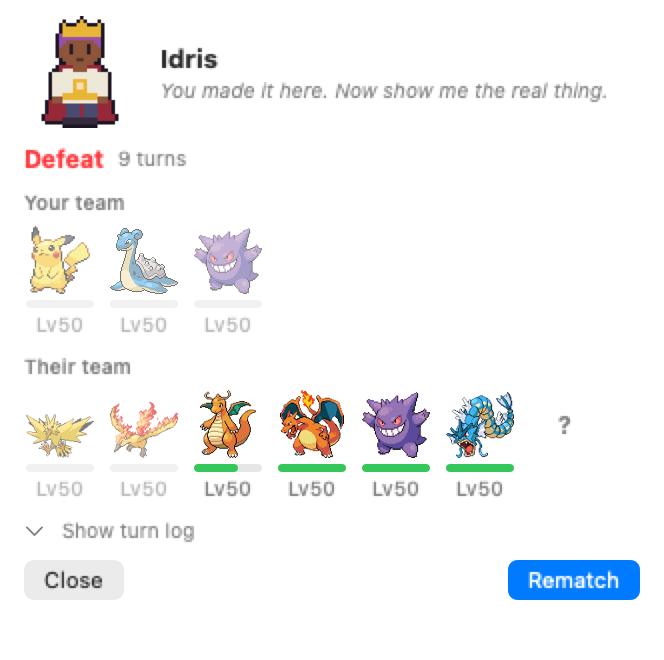 Idris
You made it here. Now show me the real thing.
Defeat 9 turns
Your team
Lv50 Lv50 Lv50
Their team
?
Lv50 Lv50 Lv50 Lv50 Lv50 Lv50
Show turn log
Close Rematch